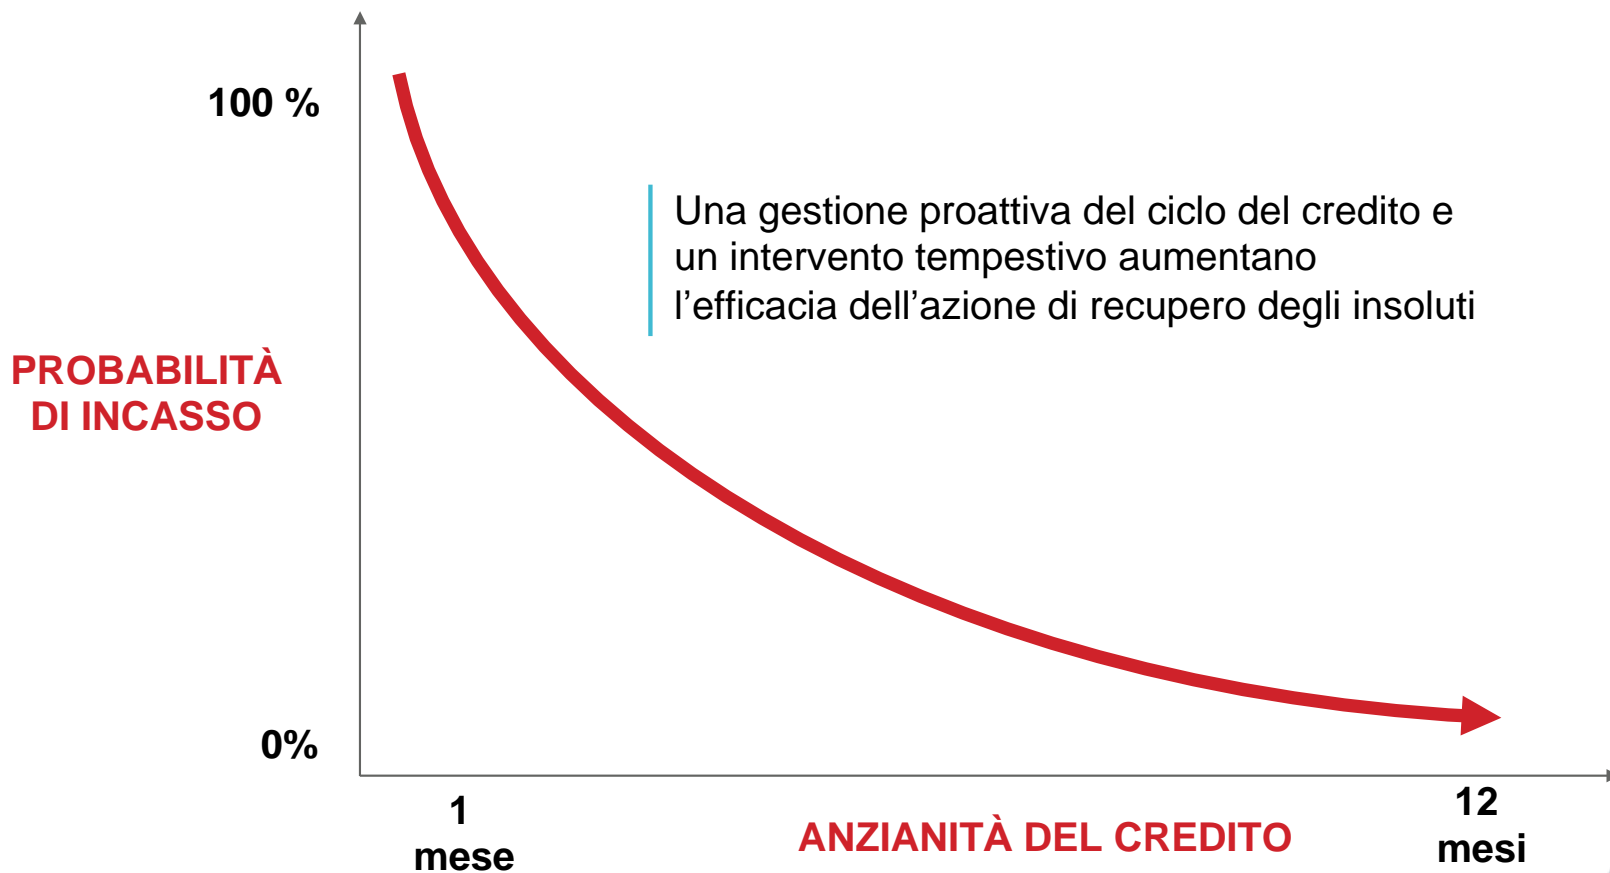 100 %
Una gestione proattiva del ciclo del credito e
un intervento tempestivo aumentano
l’efficacia dell’azione di recupero degli insoluti
PROBABILITÀ
DI INCASSO
0%
1
mese
ANZIANITÀ DEL CREDITO
12
mesi